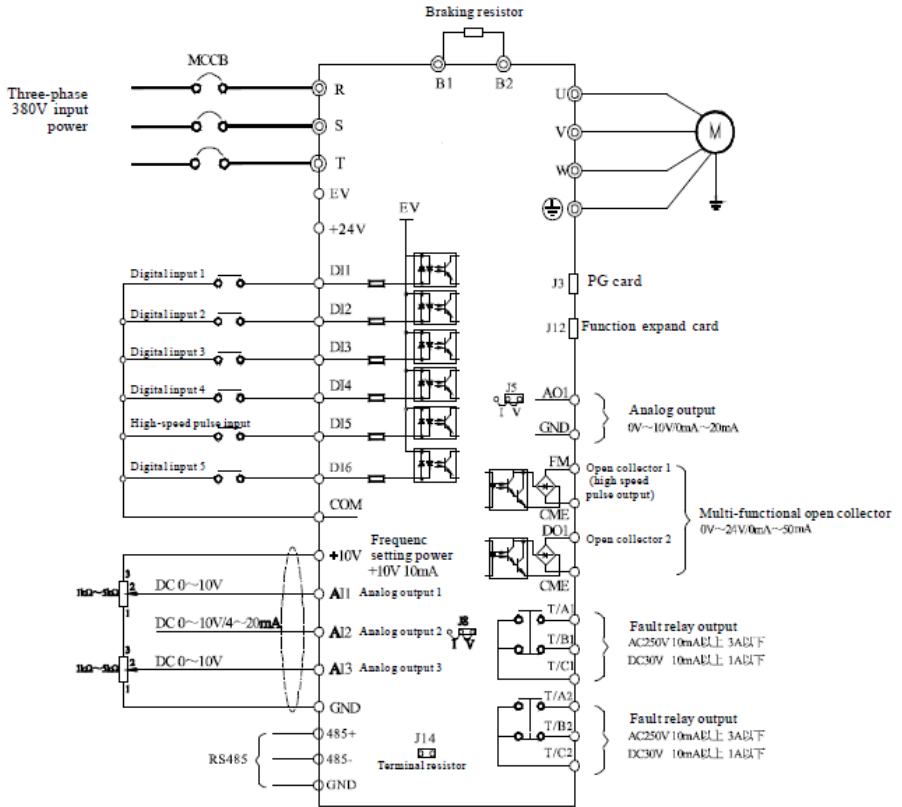 Braking resistor
B1
B2
MCCB
Three-phase
380V input
power
R
S
T
EV
+24V
EV
U
V
W
M
Digital input 1
DI1
Digital input 2
DI2
Digital input 3
DI3
Digital input 4
DI4
High-speed pulse input
DI5
Digital input 5
DI6
COM
J3
PG card
J12
Function expand card
J5
I V
AO1
GND
Analog output
0V～10V/0mA～20mA
FM
CME
Open collector 1
(high speed
pulse output)
DO1
CME
Open collector 2
Multi-functional open collector
0V～24V/0mA～50mA
+10V
Frequenc
setting power
+10V 10mA
3
2
1
1kΩ～5kΩ
DC 0～10V
AI1
Analog output 1
DC 0～10V/4～20mA
AI2
Analog output 2
J8
I V
3
2
1
1kΩ～5kΩ
DC 0～10V
AI3
Analog output 3
GND
RS485
485+
485-
GND
J14
Terminal resistor
T/A1
T/B1
T/C1
Fault relay output
AC250V 10mA以上 3A以下
DC30V 10mA以上 1A以下
T/A2
T/B2
T/C2
Fault relay output
AC250V 10mA以上 3A以下
DC30V 10mA以上 1A以下